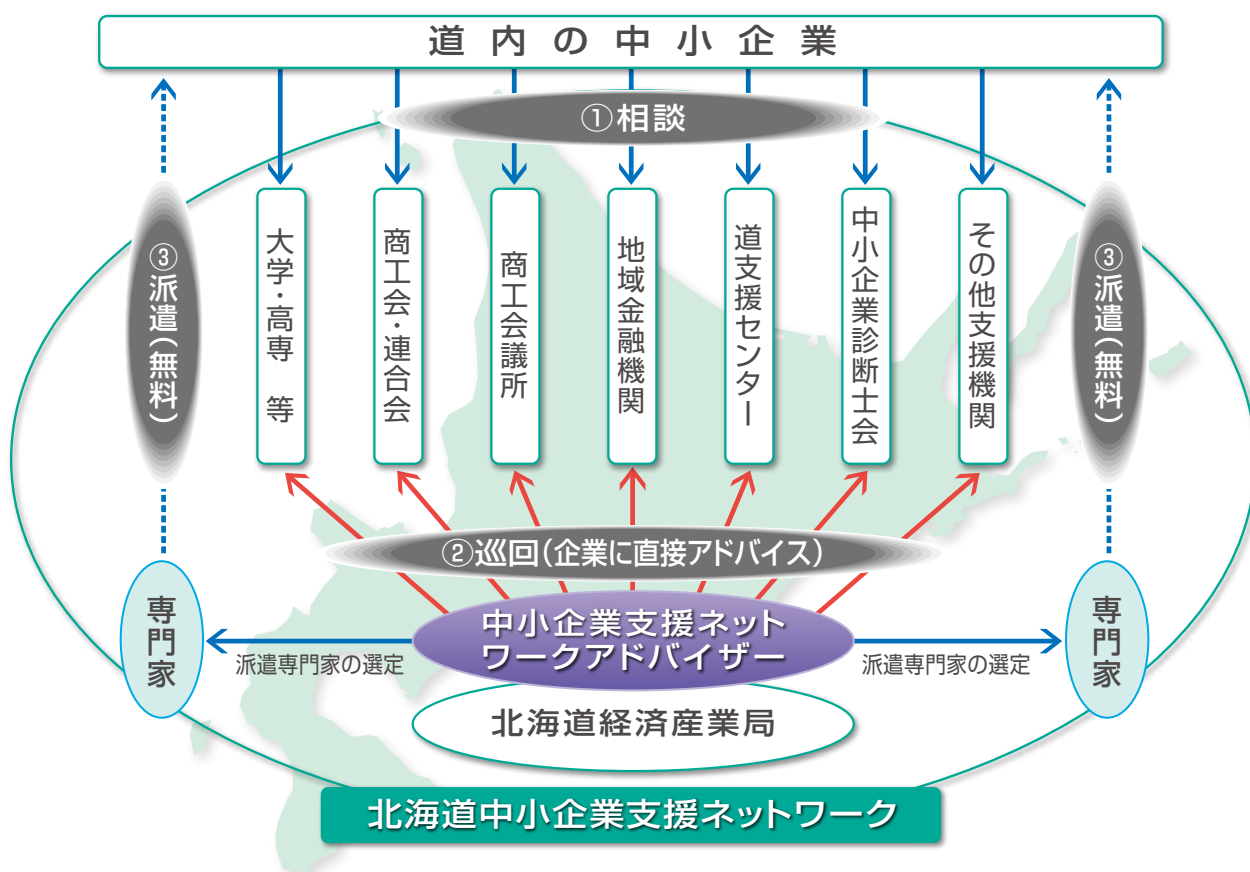 道内の中小企業
①相談
③派遣(無料)
大学・高専 等
商工会・連合会
商工会議所
地域金融機関
道支援センター
中小企業診断士会
その他支援機関
③派遣(無料)
②巡回(企業に直接アドバイス)
専門家
派遣専門家の選定
中小企業支援ネット
ワークアドバイザー
派遣専門家の選定
専門家
北海道経済産業局
北海道中小企業支援ネットワーク